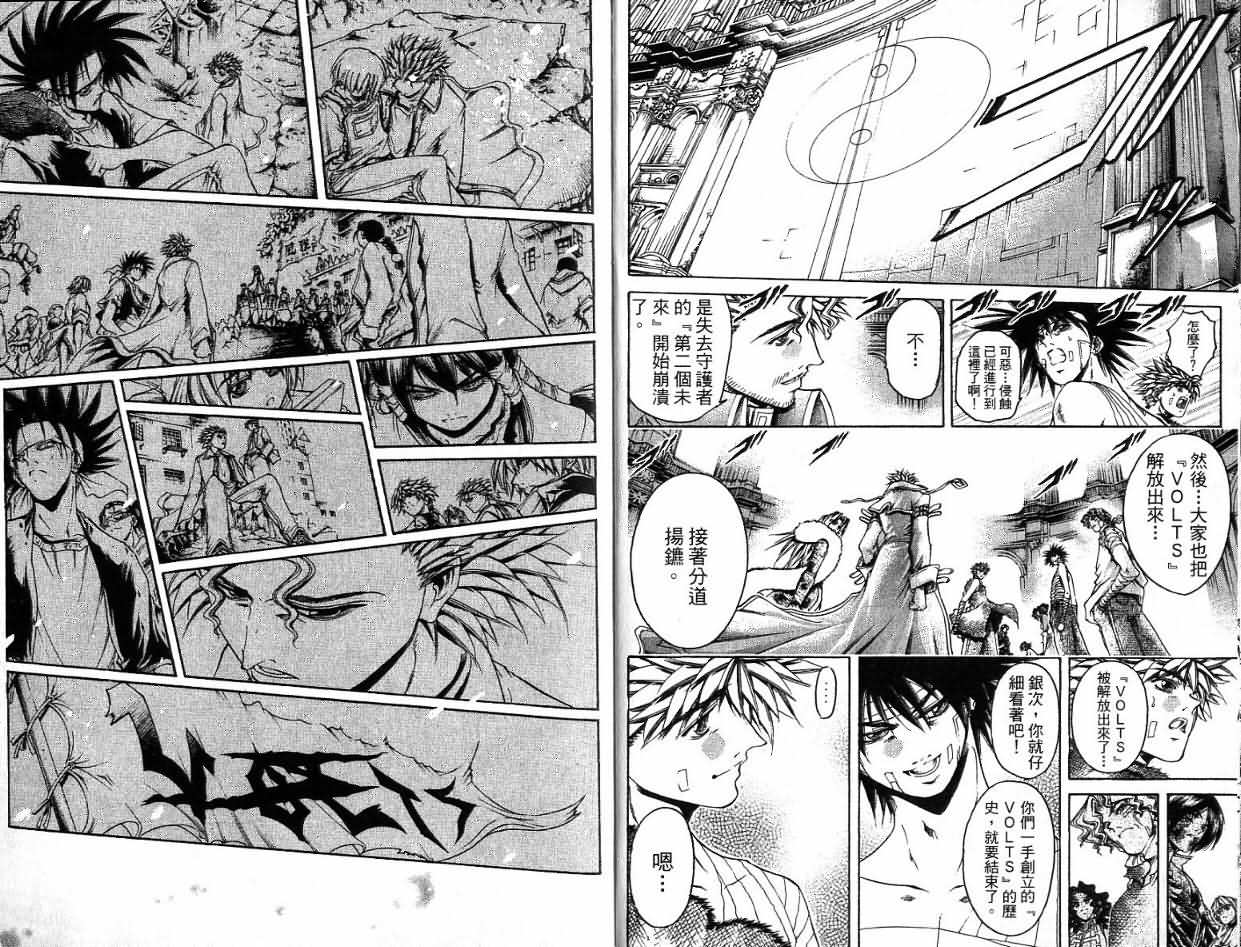 怎麼了?
可惡…侵蝕
已經進行到
這裡了啊!
不…
是失去守護者
的『第二個未
來』開始崩潰
了。
然後…大家也把
『VOLTS』
解放出來…
接著分道
揚鑣。
『VOLTS』
被解放出來了…
銀次,你就仔
細看著吧!
你們一手創立的『
VOLTS』的歷
史,就要結束了。
……
嗯…